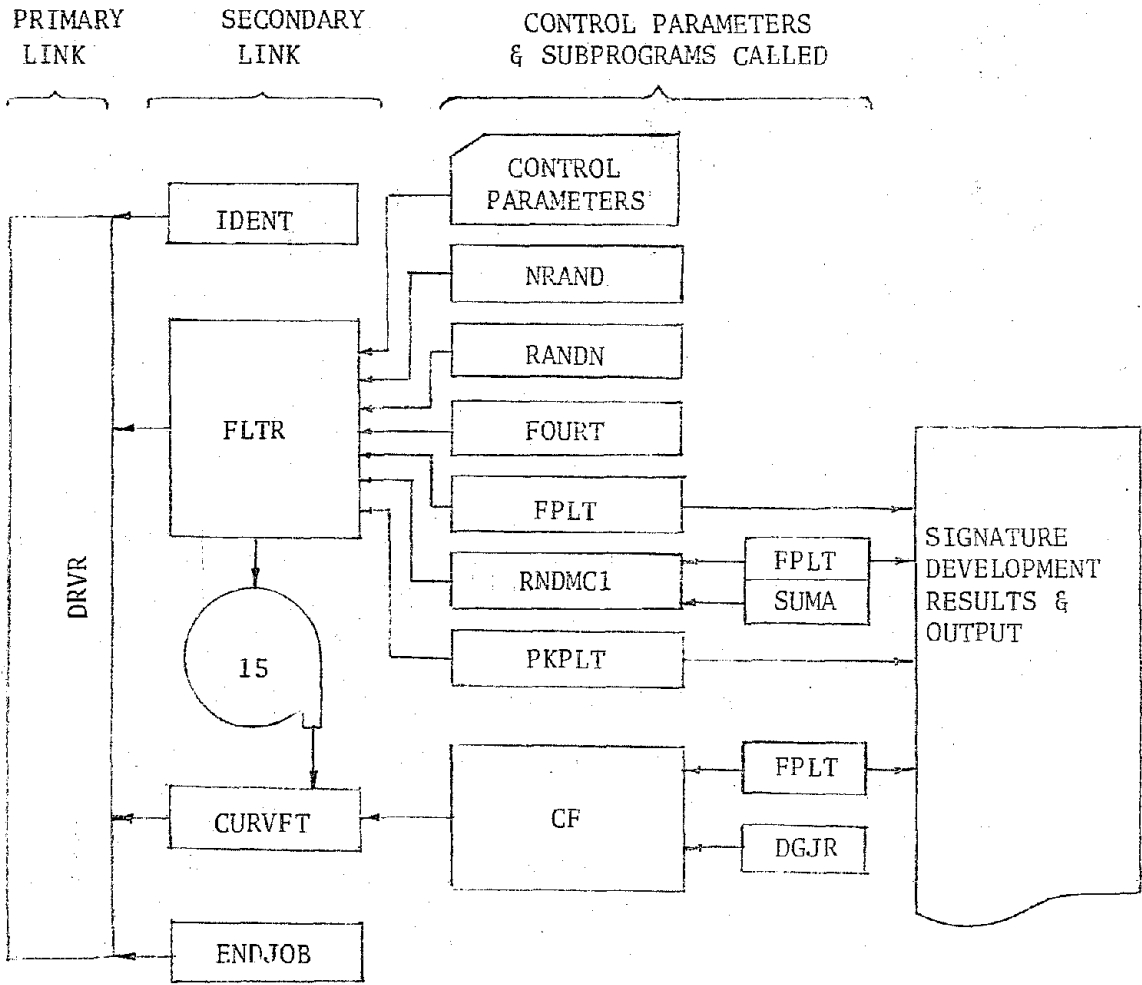 PRIMARY
LINK
SECONDARY
LINK
CONTROL PARAMETERS
& SUBPROGRAMS CALLED
CONTROL
PARAMETERS
IDENT
NRAND
RANDN
FLTR
FOURT
FPLT
RNDMC1
FPLT
SUMA
PKPLT
DRVR
15
SIGNATURE
DEVELOPMENT
RESULTS &
OUTPUT
CURVFT
CF
FPLT
DGJR
ENDJOB